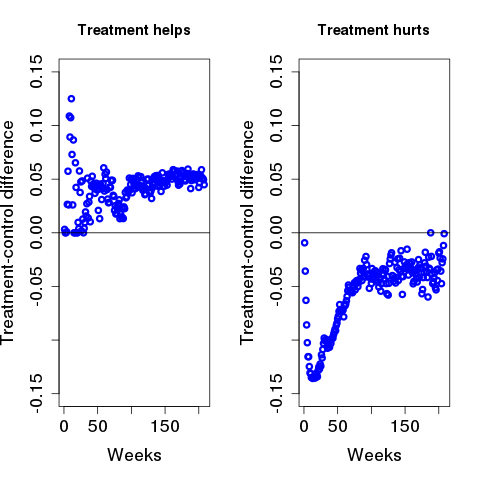 Treatment helps
Treatment-control difference
0.15
0.10
0.05
0.00
-0.05
-0.15
0 50 150
Weeks
Treatment hurts
Treatment-control difference
0.15
0.10
0.05
0.00
-0.05
-0.15
0 50 150
Weeks